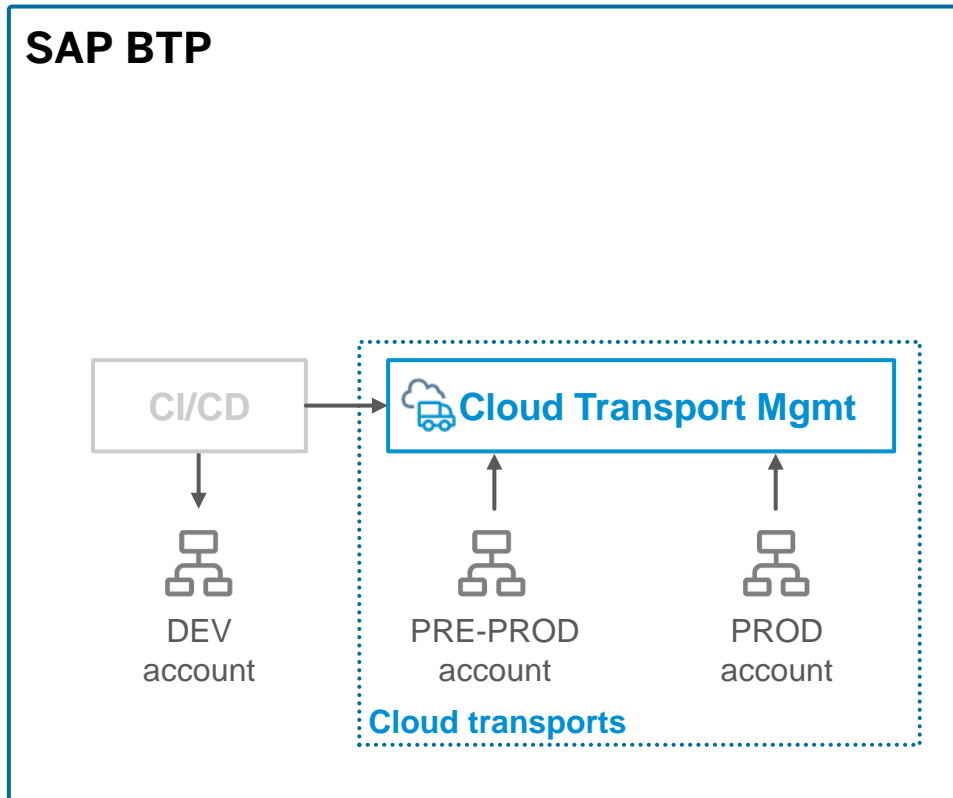 SAP BTP
CI/CD
Cloud Transport Mgmt
DEV
account
PRE-PROD
account
PROD
account
Cloud transports